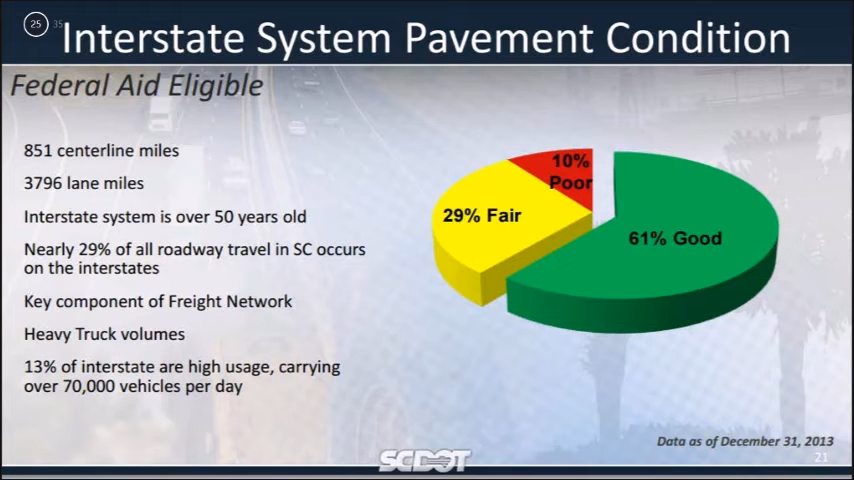 25 35
Interstate System Pavement Condition
Federal Aid Eligible
851 centerline miles
3796 lane miles
Interstate system is over 50 years old
Nearly 29% of all roadway travel in SC occurs
on the interstates
Key component of Freight Network
Heavy Truck volumes
13% of interstate are high usage, carrying
over 70,000 vehicles per day
10%
Poor
29% Fair
61% Good
Data as of December 31, 2013
21
SCDOT